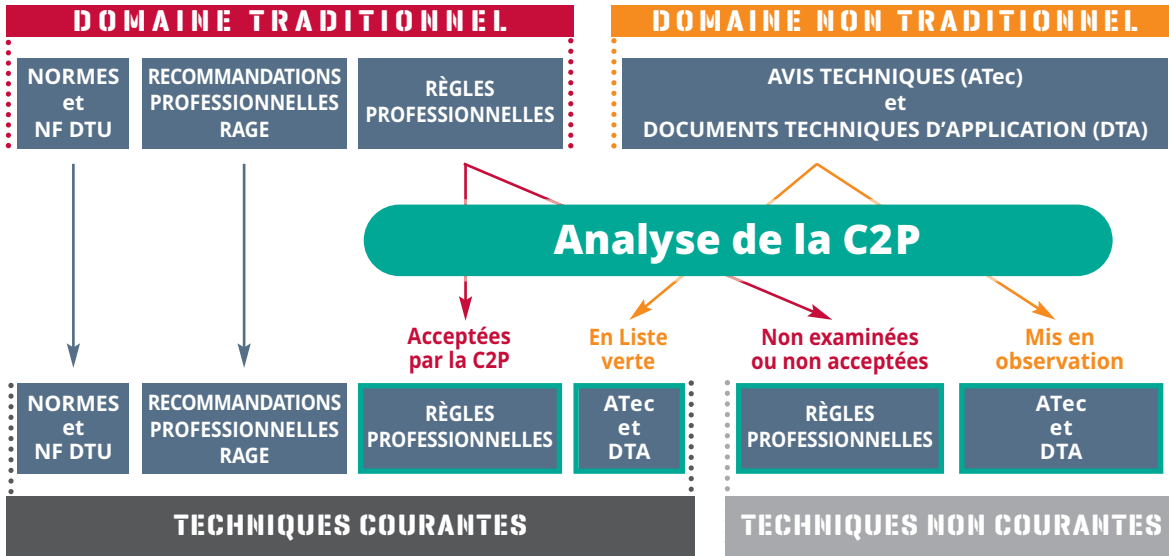 DOMAINE TRADITIONNEL
DOMAINE NON TRADITIONNEL
NORMES
et
NF DTU
RECOMMANDATIONS
PROFESSIONNELLES
RAGE
RÈGLES
PROFESSIONNELLES
AVIS TECHNIQUES (ATec)
et
DOCUMENTS TECHNIQUES D’APPLICATION (DTA)
Analyse de la C2P
Acceptées
par la C2P
En Liste
verte
Non examinées
ou non acceptées
Mis en
observation
NORMES
et
NF DTU
RECOMMANDATIONS
PROFESSIONNELLES
RAGE
RÈGLES
PROFESSIONNELLES
ATec
et
DTA
RÈGLES
PROFESSIONNELLES
ATec
et
DTA
TECHNIQUES COURANTES
TECHNIQUES NON COURANTES